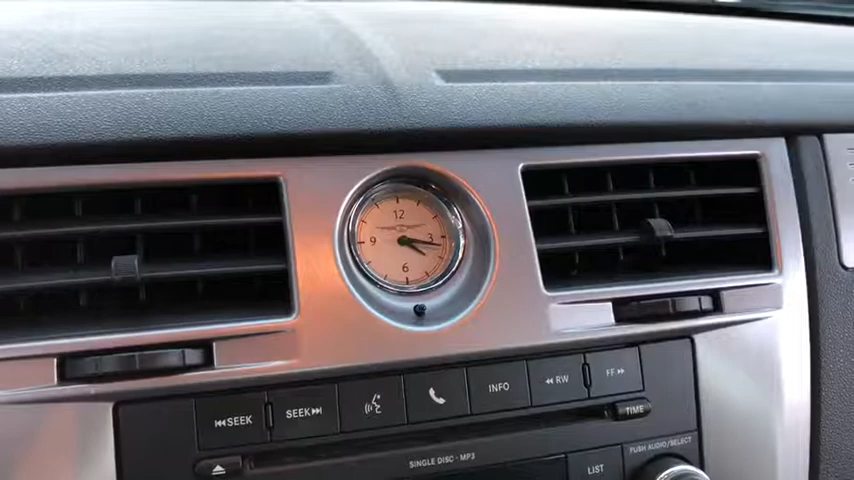 12
9 3
6
INFO
◄◄ RW
FF ►►
◄◄ SEEK
SEEK ►►
TIME
PUSH AUDIO/SELECT
SINGLE DISC • MP3
LIST